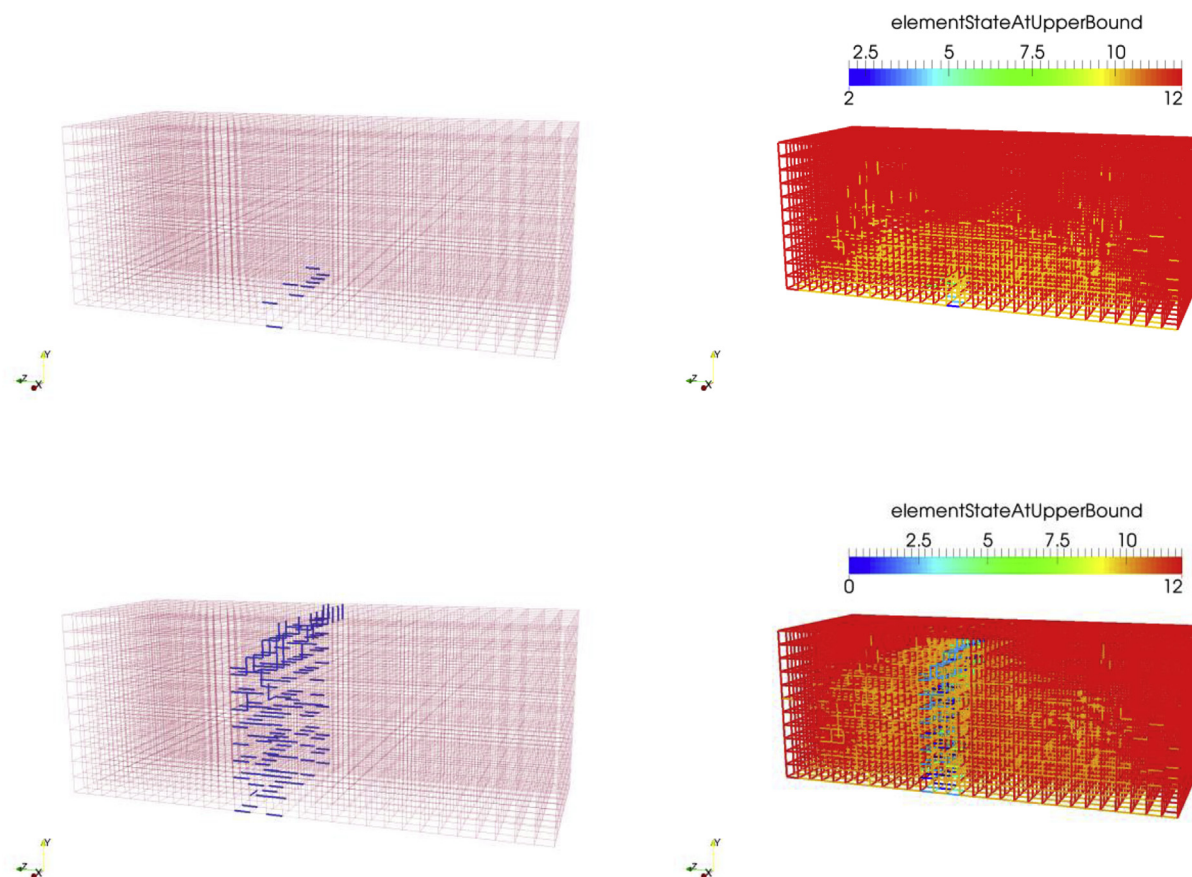 elementStateAtUpperBound
2.5 5 7.5 10
2 12
Y
Z X
Y
Z X
elementStateAtUpperBound
2.5 5 7.5 10
0 12
Y
Z X
Y
Z X